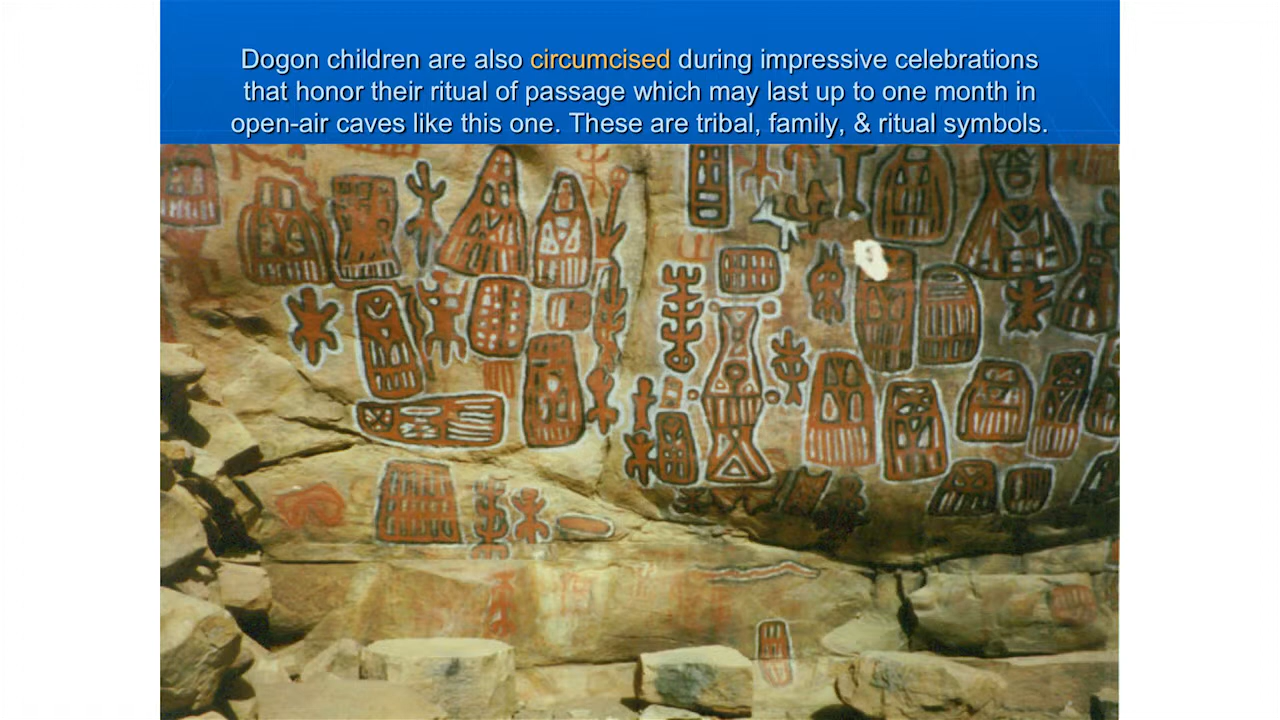 Dogon children are also circumcised during impressive celebrations
that honor their ritual of passage which may last up to one month in
open-air caves like this one. These are tribal, family, & ritual symbols.